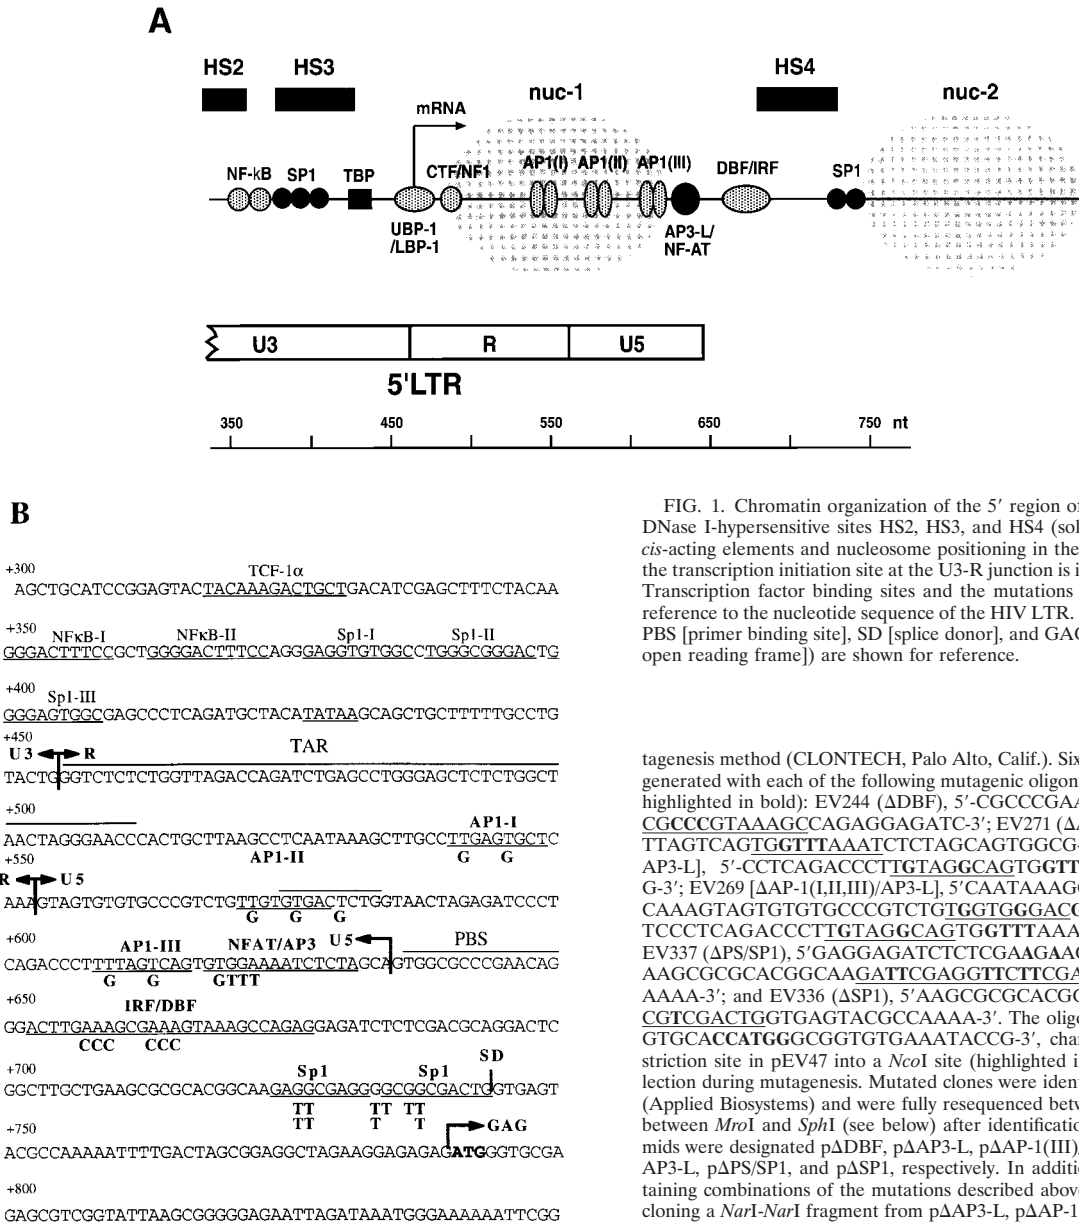 A
HS2
HS3
HS4
nuc-1
nuc-2
mRNA
NF-kB
SP1
TBP
CTF/NF1
AP1(I)
AP1(II)
AP1(III)
DBF/IRF
SP1
UBP-1
/LBP-1
AP3-L/
NF-AT
U3
R
U5
5'LTR
350
450
550
650
750
nt
B
+300
TCF-1α
AGCTGCATCCGGAGTACTACAAAGACTGCTGACATCGAGCTTTCTACAA
+350
NFκB-I
NFκB-II
Sp1-I
Sp1-II
GGGACTTTCCGCTGGGGACTTTCCAGGGAGGTGTGGCCTGGGCGGGACTG
+400
Sp1-III
GGGAGTGGCGAGCCCTCAGATGCTACATATAAGCAGCTGCTTTTTGCCTG
+450
U3
R
TAR
TACTGGGTCTCTCTGGTTAGACCAGATCTGAGCCTGGGAGCTCTCTGGCT
+500
AP1-I
AACTAGGGAACCCACTGCTTAAGCCTCAATAAAGCTTGCCTTGAGTGCTC
AP1-II
G G
+550
R
U5
AAAGTAGTGTGTGCCCGTCTGTTGTGTGACTCTGGTAACTAGAGATCCCT
G G G
+600
AP1-III
NFAT/AP3
U5
PBS
CAGACCCTTTTAGTCAGTGTGGAAAATCTCTAGCAGTGGCGCCCGAACAG
G G GTTT
+650
IRF/DBF
GGACTTGAAAGCGAAAGTAAAGCCAGAGGAGATCTCTCGACGCAGGACTC
CCC CCC
+700
Sp1
Sp1
SD
GGCTTGCTGAAGCGCGCACGGCAAGAGGCGAGGGGCGGCGACTGGTGAGT
TT TT TT
TT T T
+750
GAG
ACGCCAAAAATTTTGACTAGCGGAGGCTAGAAGGAGAGAGATGGGTGCGA
+800
GAGCGTCGGTATTAAGCGGGGGAGAATTAGATAAATGGGAAAAAATTCGG
FIG. 1. Chromatin organization of the 5′ region of
DNase I-hypersensitive sites HS2, HS3, and HS4 (sol
cis-acting elements and nucleosome positioning in the
the transcription initiation site at the U3-R junction is i
Transcription factor binding sites and the mutations
reference to the nucleotide sequence of the HIV LTR.
PBS [primer binding site], SD [splice donor], and GAG
open reading frame]) are shown for reference.
tagenesis method (CLONTECH, Palo Alto, Calif.). Six
generated with each of the following mutagenic oligont
highlighted in bold): EV244 (ΔDBF), 5′-CGCCCGAA
CGCCCGTAAAGCCAGAGGAGATC-3′; EV271 (ΔA
TTAGTCAGTGGTTTAAATCTCTAGCAGTGGCG-
AP3-L], 5′-CCTCAGACCCTTTGTAGGCAGTGGTT
G-3′; EV269 [ΔAP-1(I,II,III)/AP3-L], 5′CAATAAAGC
CAAAGTAGTGTGTGCCCGTCTGTGGTGGGACG
TCCCTCAGACCCTTGTAGGCAGTGGTTTAAA
EV337 (ΔPS/SP1), 5′GAGGAGATCTCTCGAAGAAG
AAGCGCGCACGGCAAGATTCGAGGTTCTTCGA
AAAA-3′; and EV336 (ΔSP1), 5′AAGCGCGCACGC
CGTCGACTGGTGAGTACGCCAAAA-3′. The oligo
GTGCACCATGGGCGGTGTGAAATACCG-3′, chan
striction site in pEV47 into a NcoI site (highlighted i
lection during mutagenesis. Mutated clones were ident
(Applied Biosystems) and were fully resequenced betv
between MroI and SphI (see below) after identificatio
mids were designated pΔDBF, pΔAP3-L, pΔAP-1(III)/
AP3-L, pΔPS/SP1, and pΔSP1, respectively. In additio
taining combinations of the mutations described above
cloning a NarI-NarI fragment from pΔAP3-L, pΔAP-1